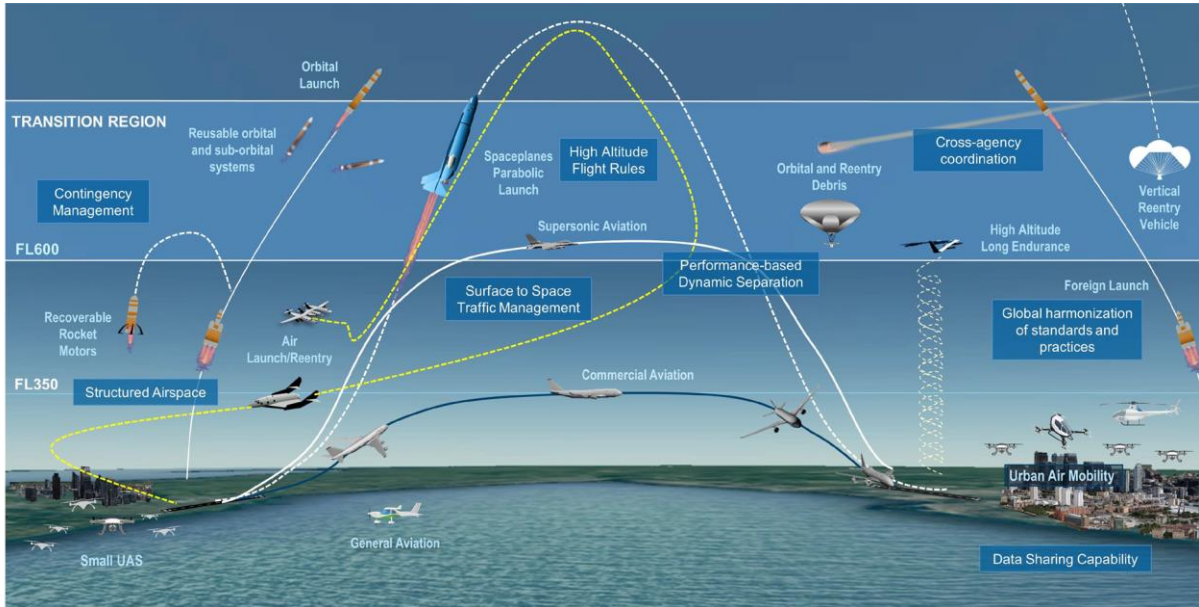 Orbital
Launch
TRANSITION REGION
Reusable orbital
and sub-orbital
systems
Spaceplanes
Parabolic
Launch
High Altitude
Flight Rules
Orbital and Reentry
Debris
Cross-agency
coordination
Vertical
Reentry
Vehicle
Contingency
Management
Supersonic Aviation
High Altitude
Long Endurance
FL600
Performance-based
Dynamic Separation
Surface to Space
Traffic Management
Foreign Launch
Global harmonization
of standards and
practices
Recoverable
Rocket
Motors
Air
Launch/Reentry
FL350
Structured Airspace
Commercial Aviation
Urban Air Mobility
General Aviation
Small UAS
Data Sharing Capability